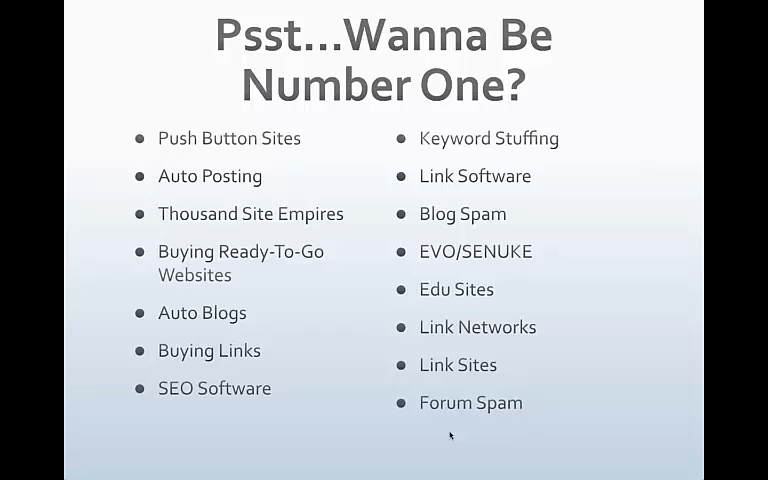 Psst...Wanna Be
Number One?
Push Button Sites
Auto Posting
Thousand Site Empires
Buying Ready-To-Go
Websites
Auto Blogs
Buying Links
SEO Software
Keyword Stuffing
Link Software
Blog Spam
EVO/SENUKE
Edu Sites
Link Networks
Link Sites
Forum Spam